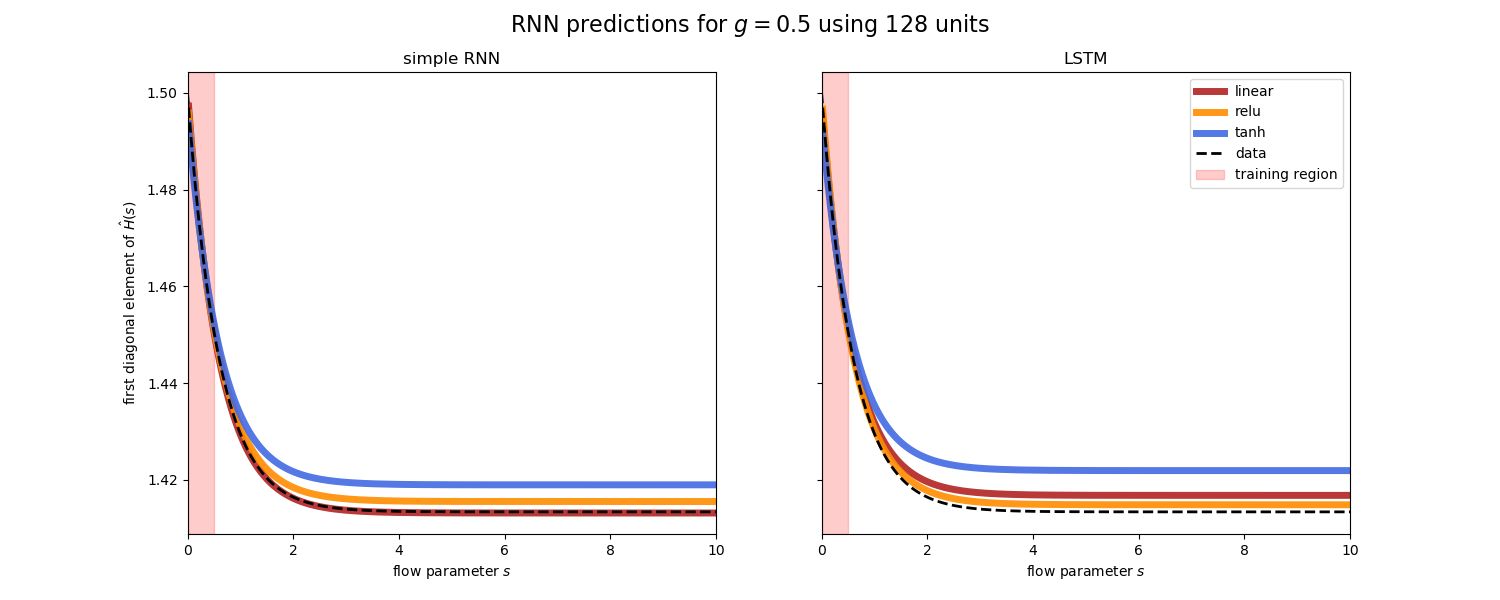 RNN predictions for g = 0.5 using 128 units
simple RNN
LSTM
first diagonal element of Ĥ(s)
1.50
1.48
1.46
1.44
1.42
0 2 4 6 8 10
flow parameter s
linear
relu
tanh
data
training region
0 2 4 6 8 10
flow parameter s